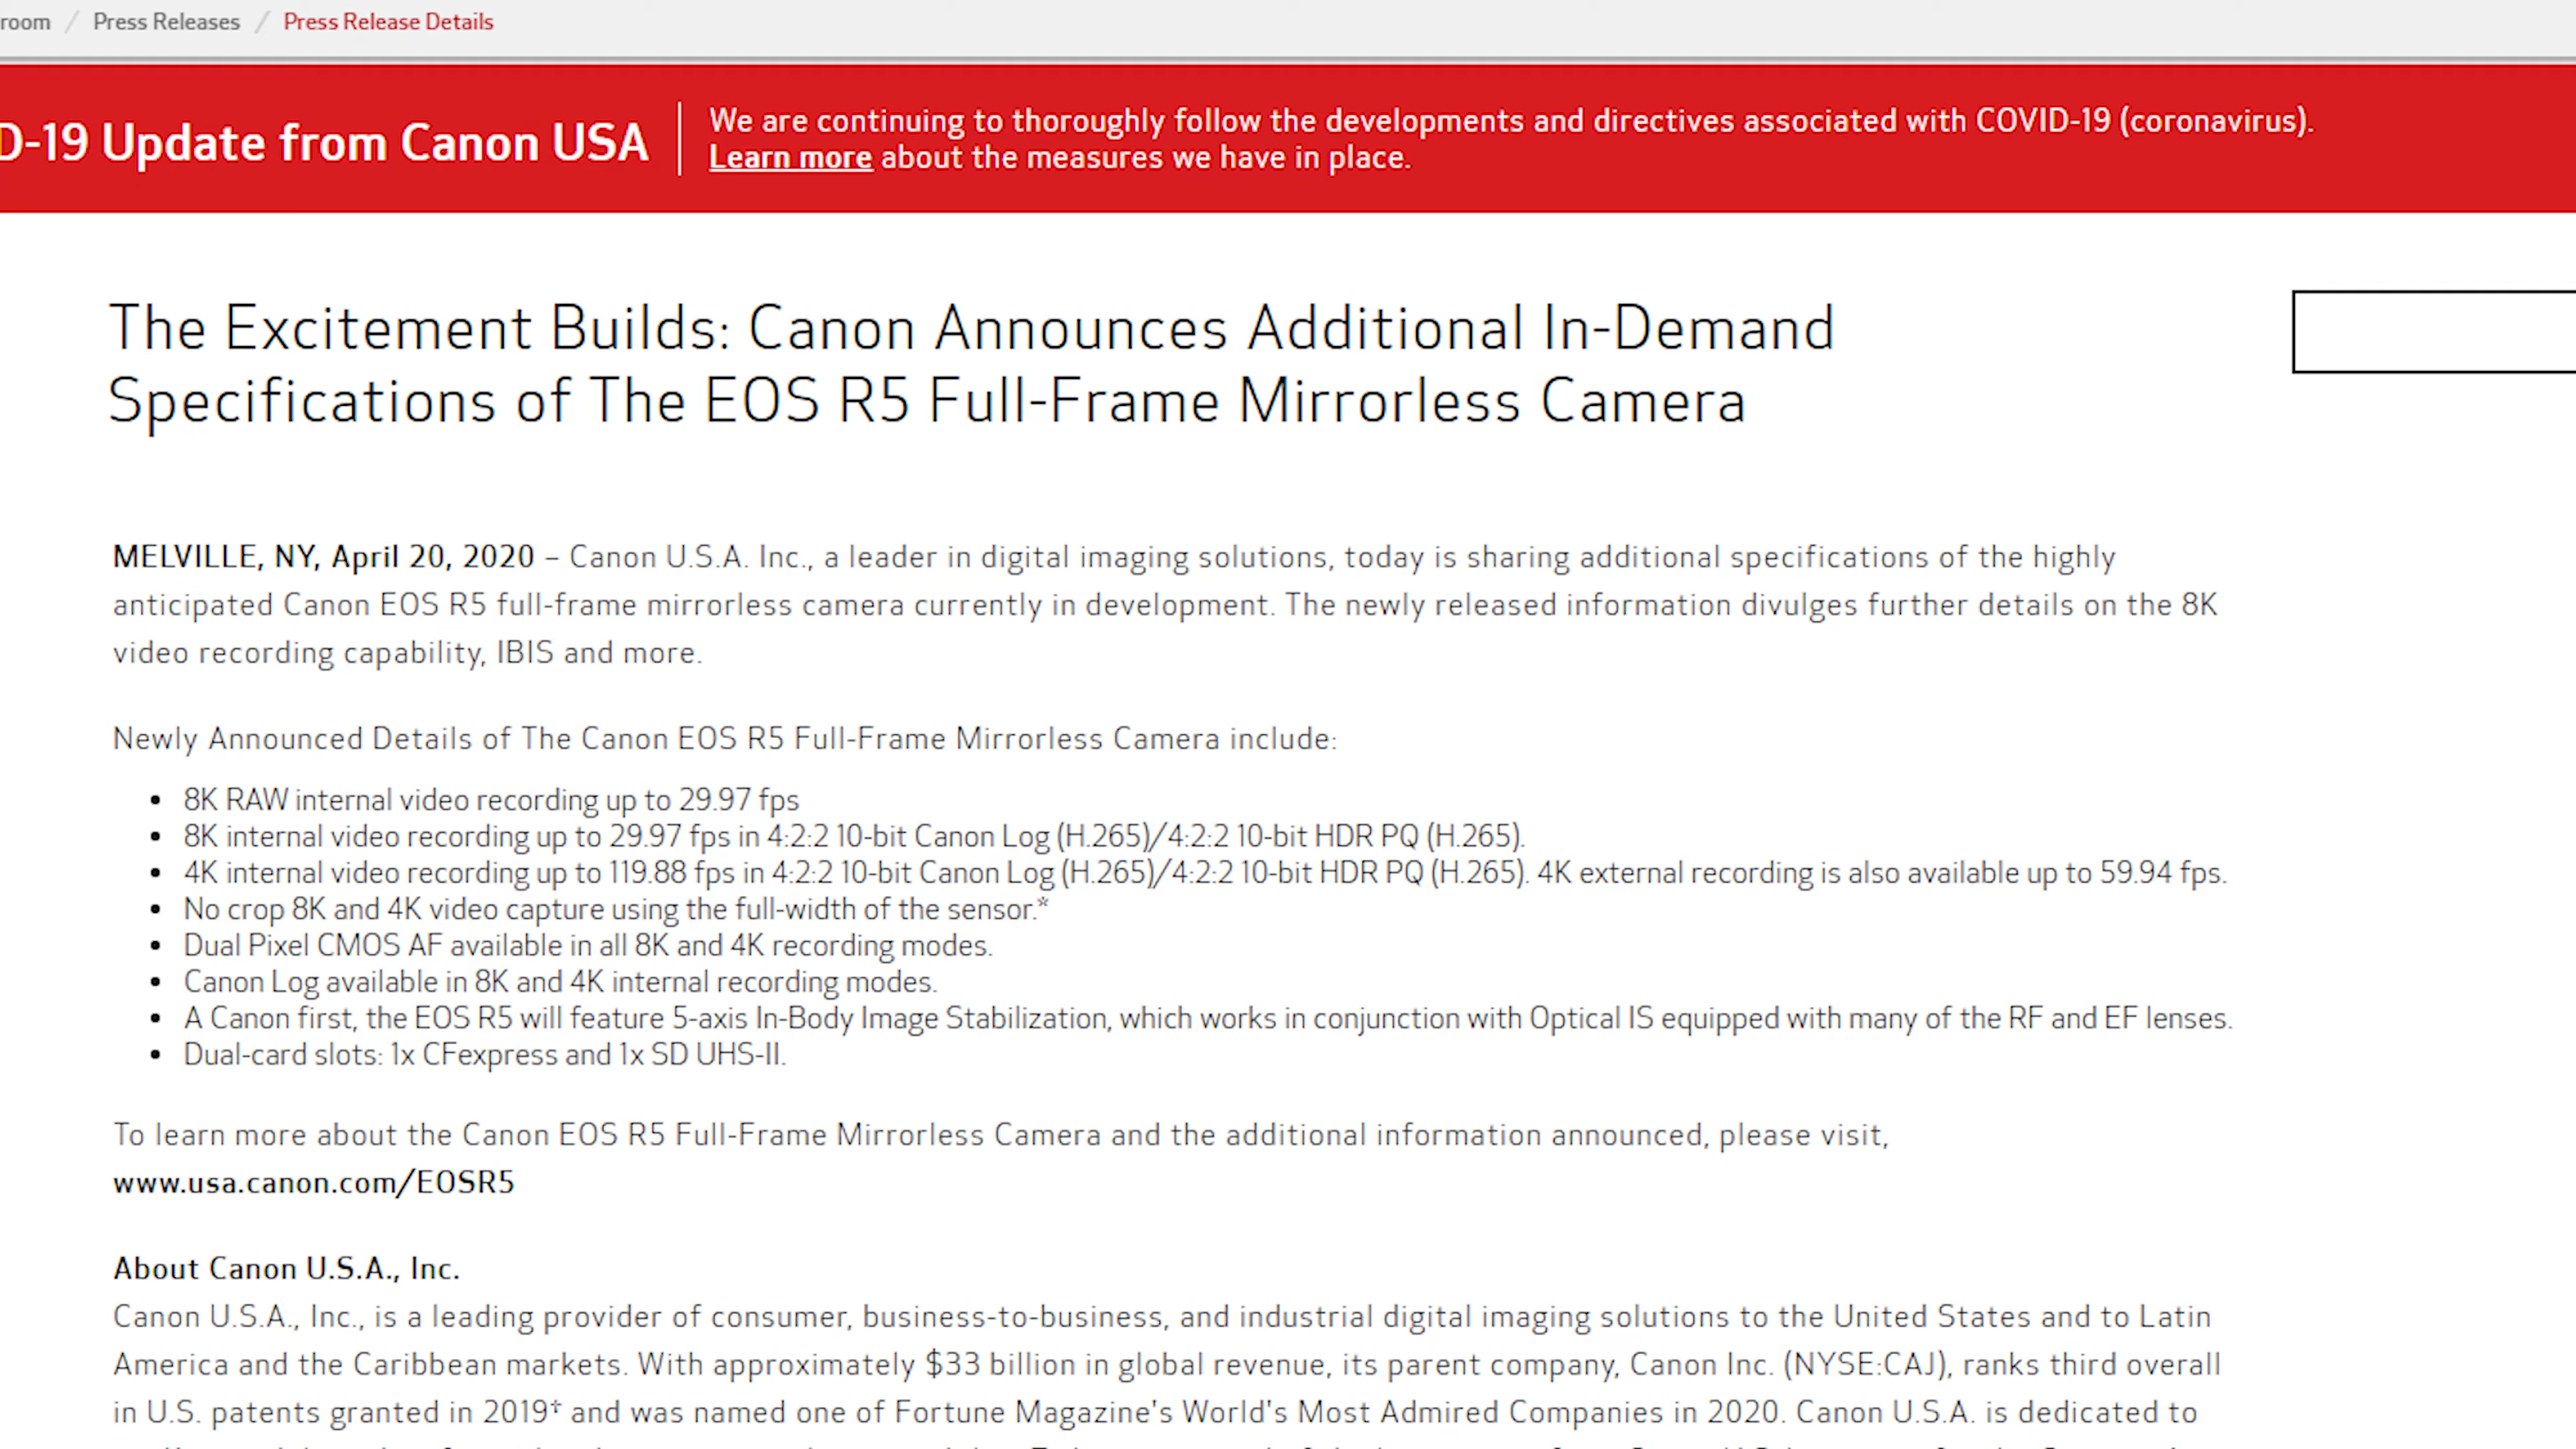 room / Press Releases / Press Release Details
D-19 Update from Canon USA
We are continuing to thoroughly follow the developments and directives associated with COVID-19 (coronavirus).
Learn more about the measures we have in place.
The Excitement Builds: Canon Announces Additional In-Demand
Specifications of The EOS R5 Full-Frame Mirrorless Camera
MELVILLE, NY, April 20, 2020 – Canon U.S.A. Inc., a leader in digital imaging solutions, today is sharing additional specifications of the highly
anticipated Canon EOS R5 full-frame mirrorless camera currently in development. The newly released information divulges further details on the 8K
video recording capability, IBIS and more.
Newly Announced Details of The Canon EOS R5 Full-Frame Mirrorless Camera include:
• 8K RAW internal video recording up to 29.97 fps
• 8K internal video recording up to 29.97 fps in 4:2:2 10-bit Canon Log (H.265)/4:2:2 10-bit HDR PQ (H.265).
• 4K internal video recording up to 119.88 fps in 4:2:2 10-bit Canon Log (H.265)/4:2:2 10-bit HDR PQ (H.265). 4K external recording is also available up to 59.94 fps.
• No crop 8K and 4K video capture using the full-width of the sensor.*
• Dual Pixel CMOS AF available in all 8K and 4K recording modes.
• Canon Log available in 8K and 4K internal recording modes.
• A Canon first, the EOS R5 will feature 5-axis In-Body Image Stabilization, which works in conjunction with Optical IS equipped with many of the RF and EF lenses.
• Dual-card slots: 1x CFexpress and 1x SD UHS-II.
To learn more about the Canon EOS R5 Full-Frame Mirrorless Camera and the additional information announced, please visit,
www.usa.canon.com/EOSR5
About Canon U.S.A., Inc.
Canon U.S.A., Inc., is a leading provider of consumer, business-to-business, and industrial digital imaging solutions to the United States and to Latin
America and the Caribbean markets. With approximately $33 billion in global revenue, its parent company, Canon Inc. (NYSE:CAJ), ranks third overall
in U.S. patents granted in 2019† and was named one of Fortune Magazine's World's Most Admired Companies in 2020. Canon U.S.A. is dedicated to